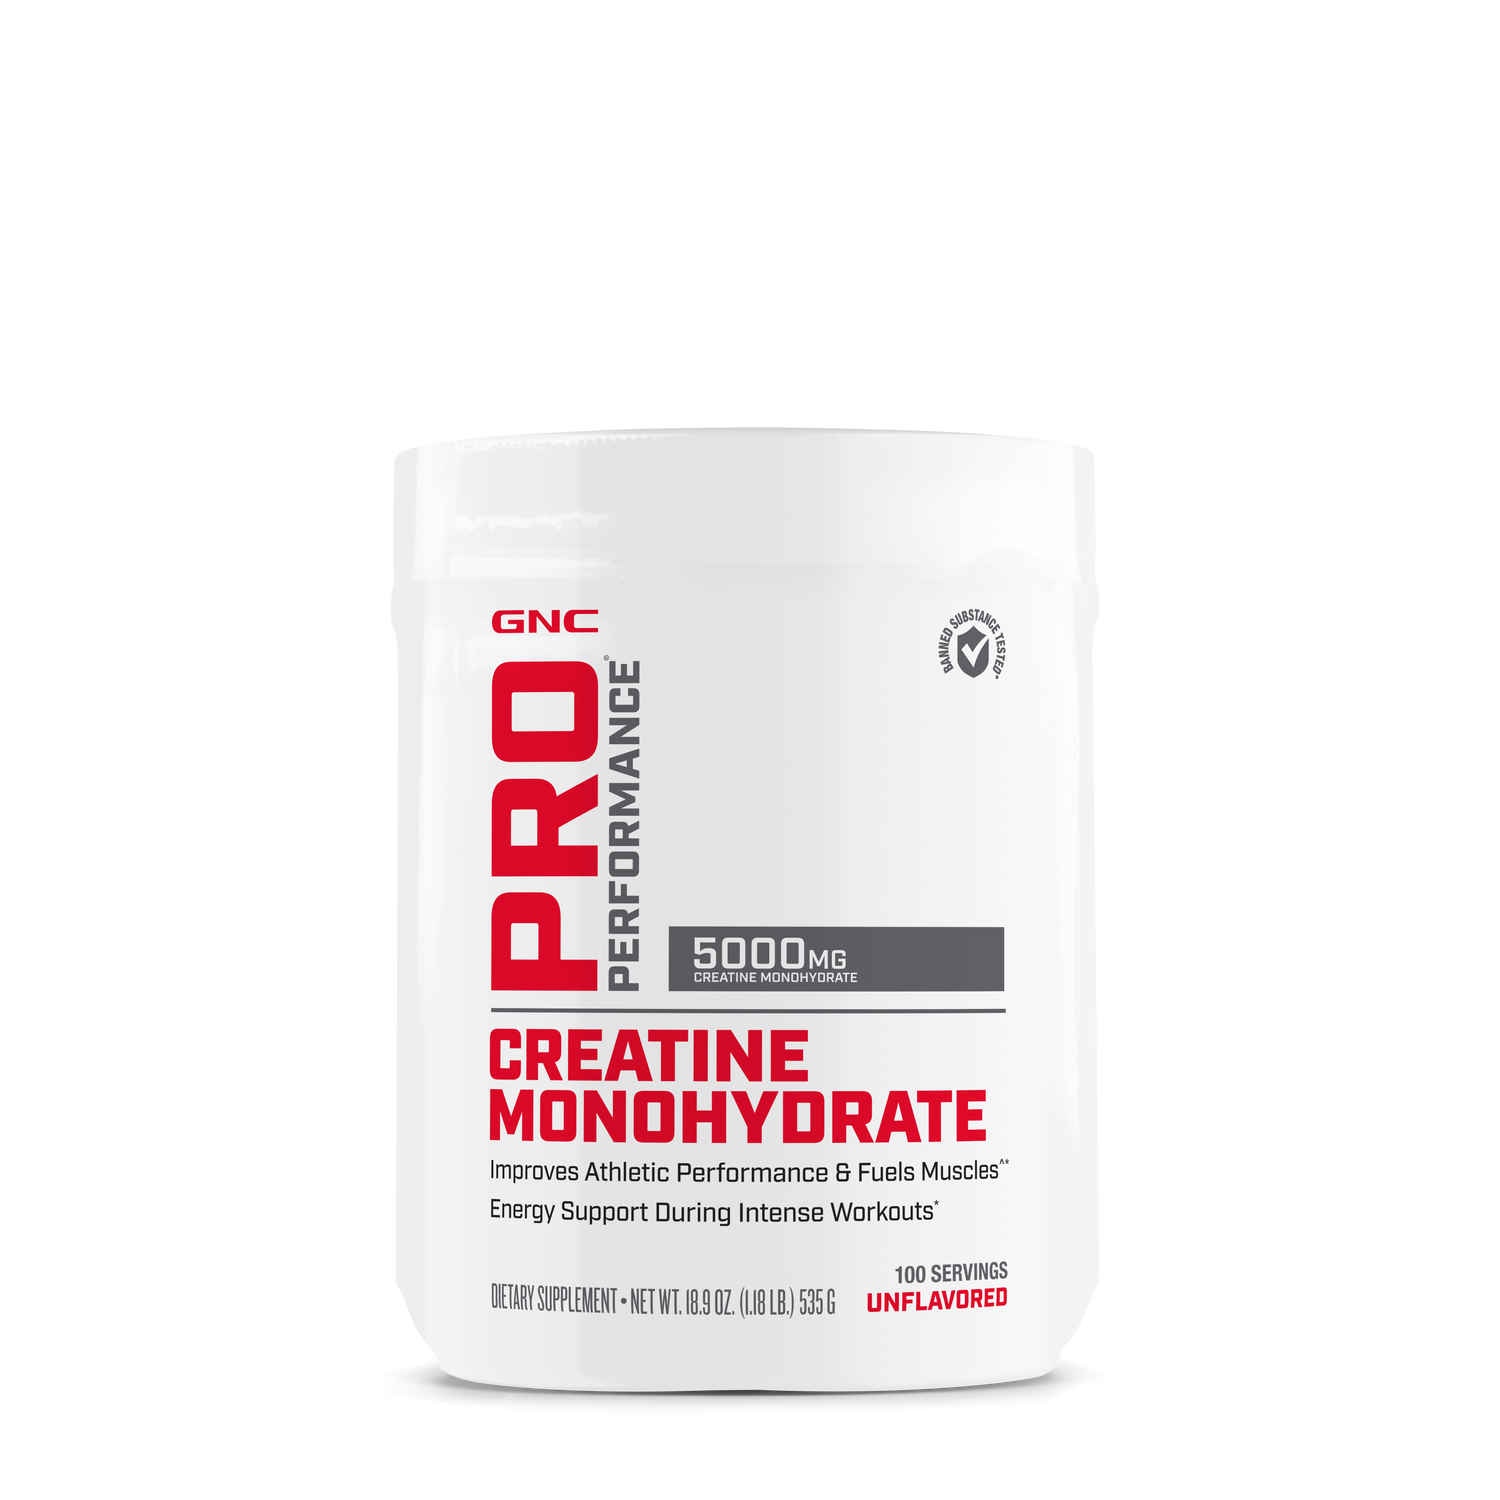 GNC
PRO
PERFORMANCE®
BANNED SUBSTANCE TESTED*
5000MG
CREATINE MONOHYDRATE
CREATINE
MONOHYDRATE
Improves Athletic Performance & Fuels Muscles^*
Energy Support During Intense Workouts*
100 SERVINGS
DIETARY SUPPLEMENT • NET WT. 18.9 OZ. (1.18 LB.) 535 G
UNFLAVORED